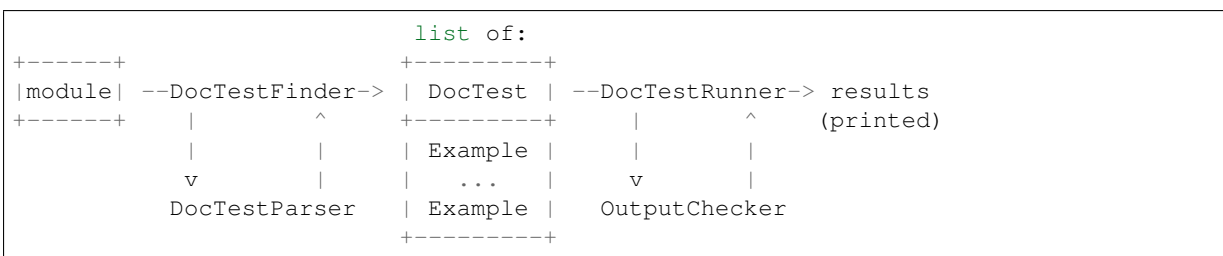 list of:
+------+                   +---------+
|module| --DocTestFinder-> | DocTest | --DocTestRunner-> results
+------+    |        ^     +---------+     |       ^    (printed)
            |        |     | Example |     |       |
            v        |     |   ...   |     v       |
           DocTestParser   | Example |   OutputChecker
                           +---------+